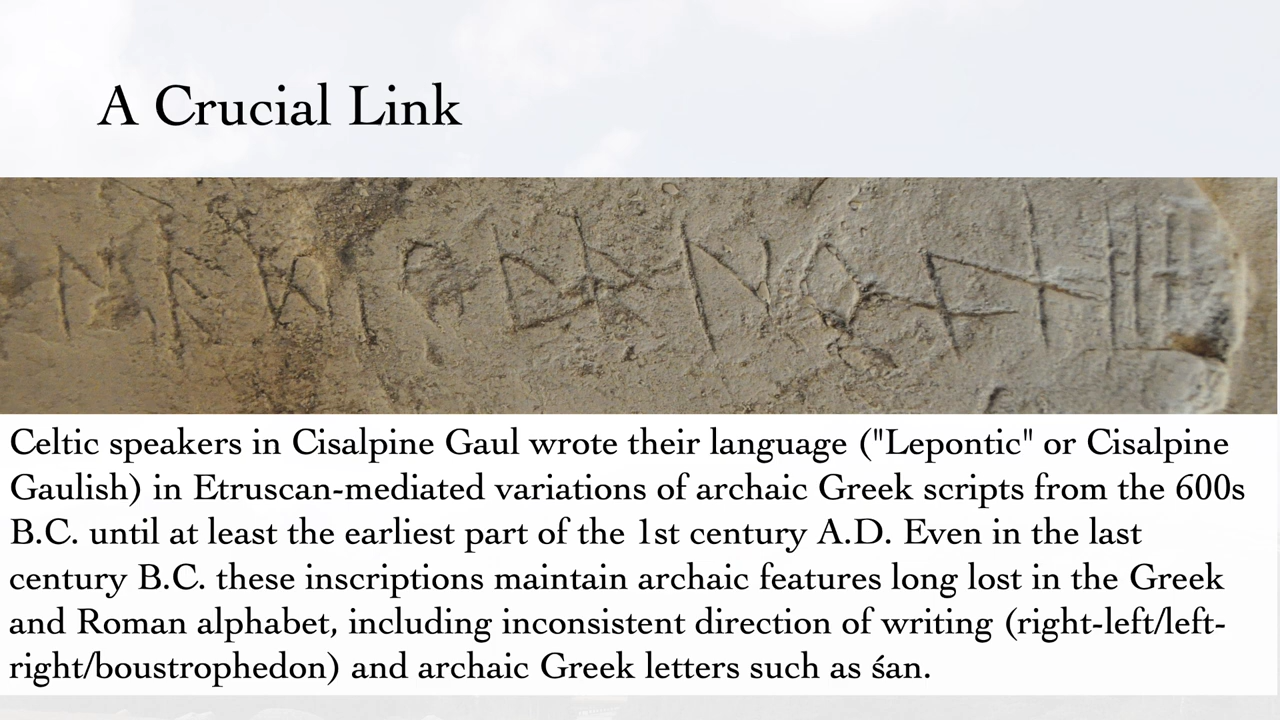 A Crucial Link
Celtic speakers in Cisalpine Gaul wrote their language ("Lepontic" or Cisalpine
Gaulish) in Etruscan-mediated variations of archaic Greek scripts from the 600s
B.C. until at least the earliest part of the 1st century A.D. Even in the last
century B.C. these inscriptions maintain archaic features long lost in the Greek
and Roman alphabet, including inconsistent direction of writing (right-left/left-
right/boustrophedon) and archaic Greek letters such as śan.